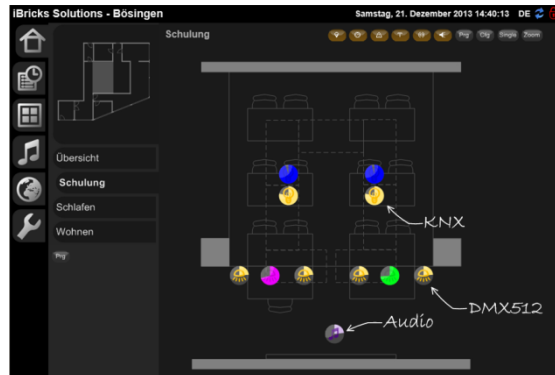 iBricks Solutions - Bösingen
Samstag, 21. Dezember 2013 14:40:13 DE
Schulung
Prg Cfg Single Zoom
Übersicht
Schulung
Schlafen
Wohnen
Prg
KNX
DMX512
Audio